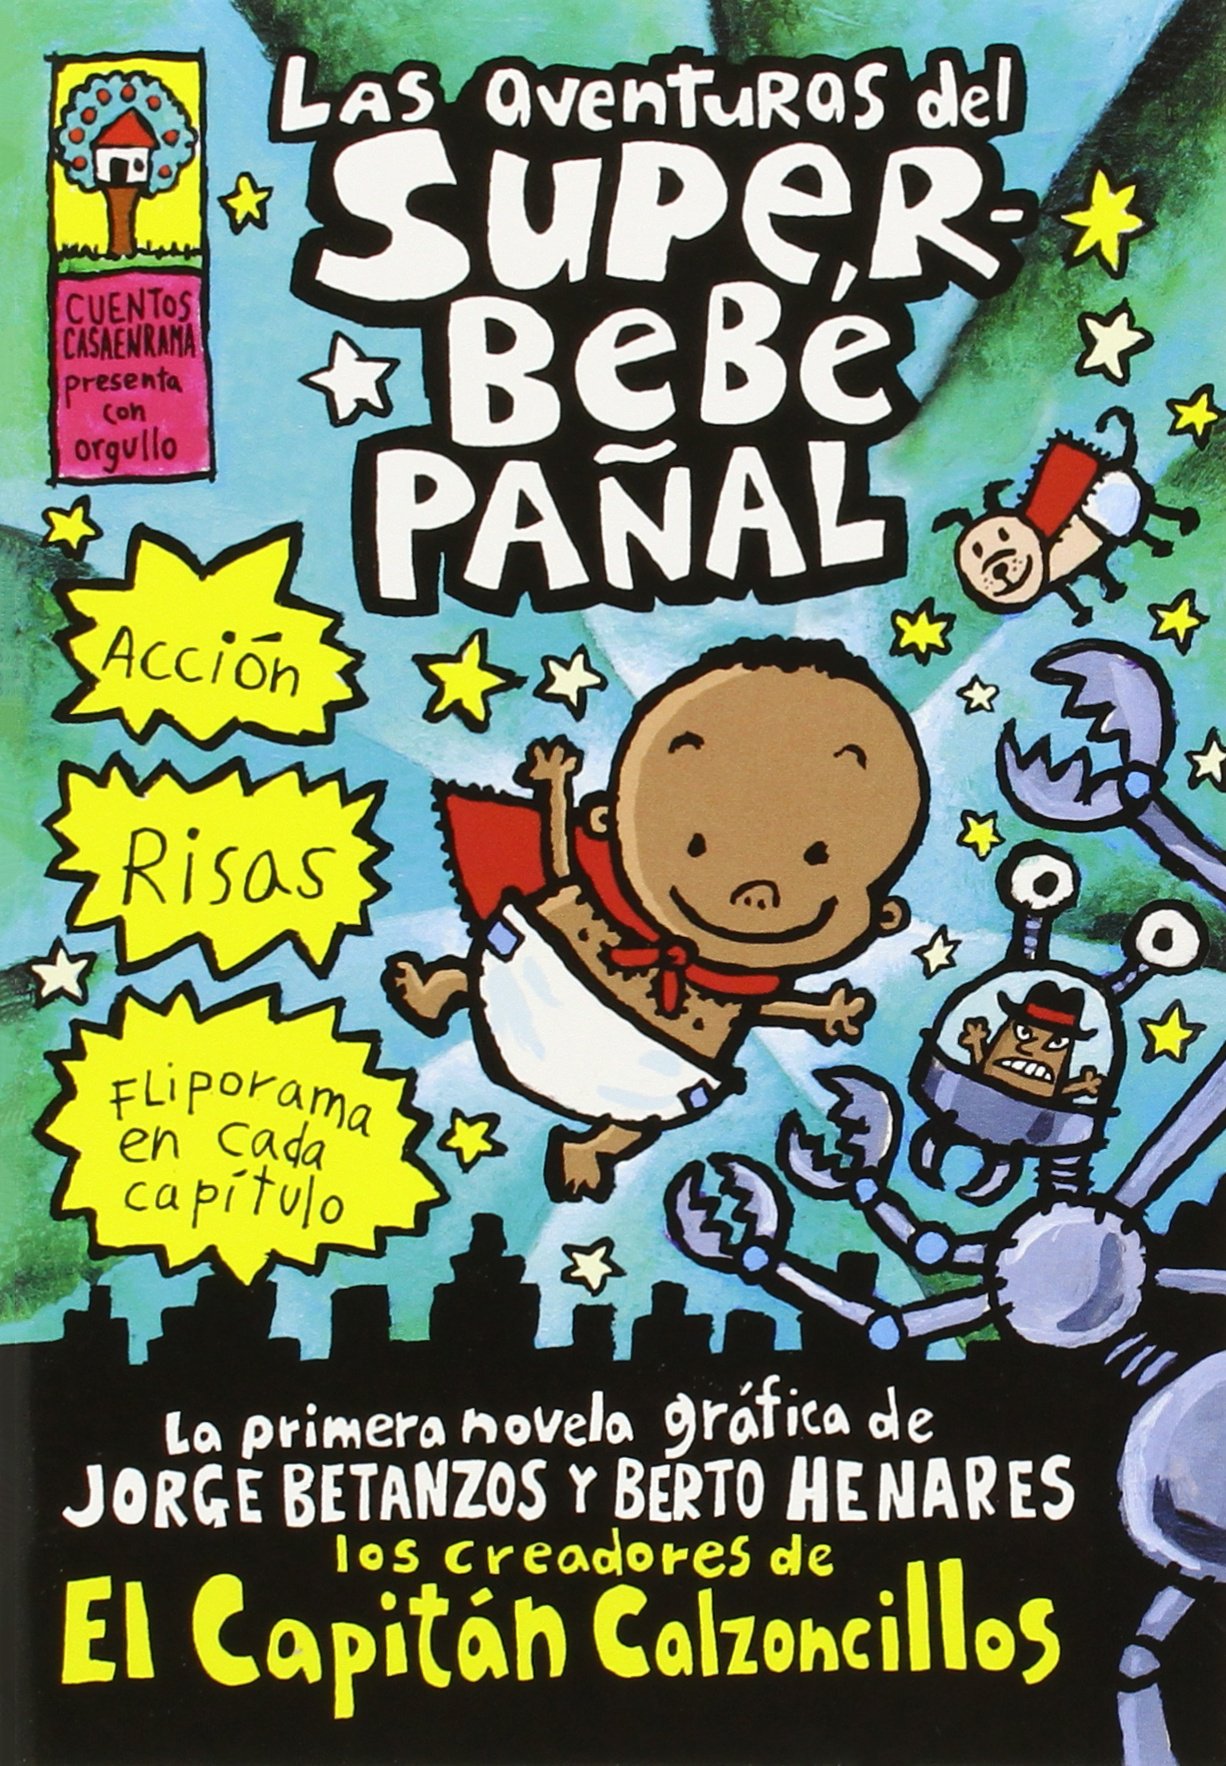 Las aventuras del
SUPER-
BEBÉ
PAÑAL
CUENTOS
CASAENRAMA
presenta
con
orgullo
Acción
Risas
Fliporama
en cada
capítulo
La primera novela gráfica de
JORGE BETANZOS Y BERTO HENARES
los creadores de
El Capitán Calzoncillos